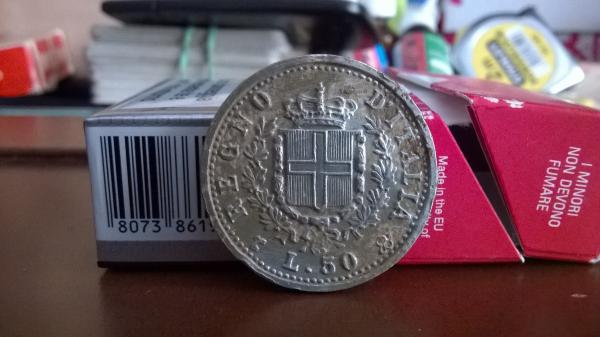 REGNO D'ITALIA
L.50
8073 861
Made in the EU
I MINORI
NON DEVONO
FUMARE